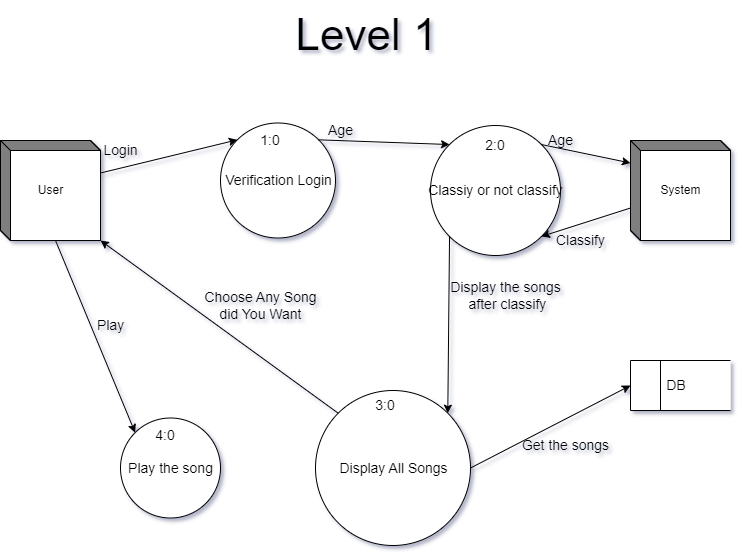 Level 1
1:0
Age
2:0
Age
Login
User
Verification Login
Classiy or not classify
System
Classify
Display the songs
after classify
Choose Any Song
did You Want
Play
DB
3:0
4:0
Get the songs
Play the song
Display All Songs